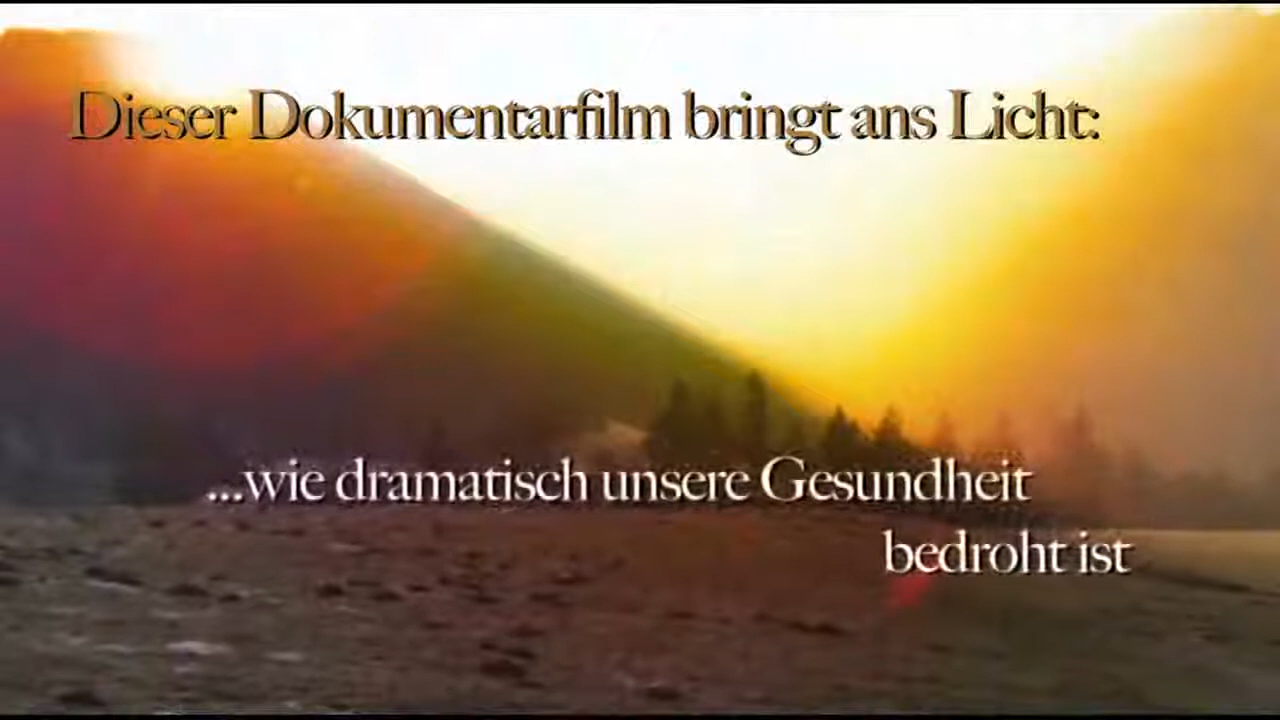 Dieser Dokumentarfilm bringt ans Licht:
...wie dramatisch unsere Gesundheit
bedroht ist